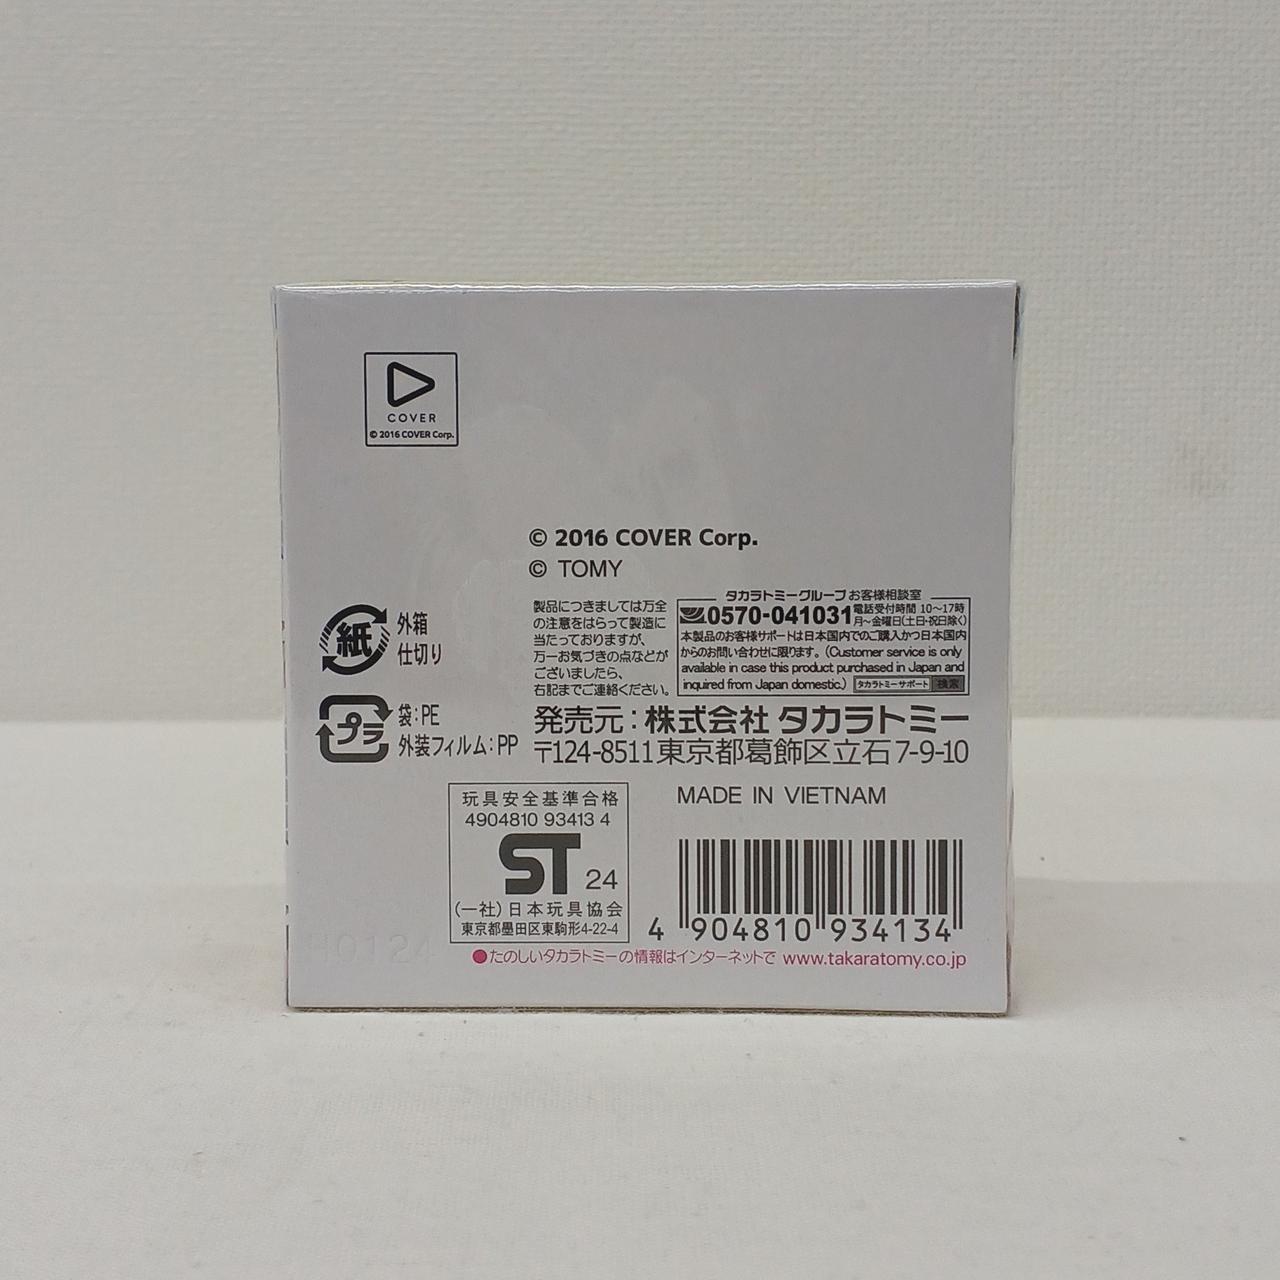 COVER
© 2016 COVER Corp.
© 2016 COVER Corp.
© TOMY
製品につきましては万全
の注意をはらって製造に
当たっておりますが、
万一お気づきの点などが
ございましたら、
右記までご連絡ください。
タカラトミーグループ お客様相談室
0570-041031 電話受付時間 10〜17時
月〜金曜日(土日・祝日除く)
本製品のお客様サポートは日本国内でのご購入かつ日本国内
からのお問い合わせに限ります。(Customer service is only
available in case this product purchased in Japan and
inquired from Japan domestic.) タカラトミーサポート 検索
紙
外箱
仕切り
プラ
袋:PE
外装フィルム:PP
発売元:株式会社 タカラトミー
〒124-8511 東京都葛飾区立石7-9-10
玩具安全基準合格
4904810 93413 4
ST 24
(一社)日本玩具協会
東京都墨田区東駒形4-22-4
MADE IN VIETNAM
4 904810 934134
H0124
●たのしいタカラトミーの情報はインターネットで www.takaratomy.co.jp